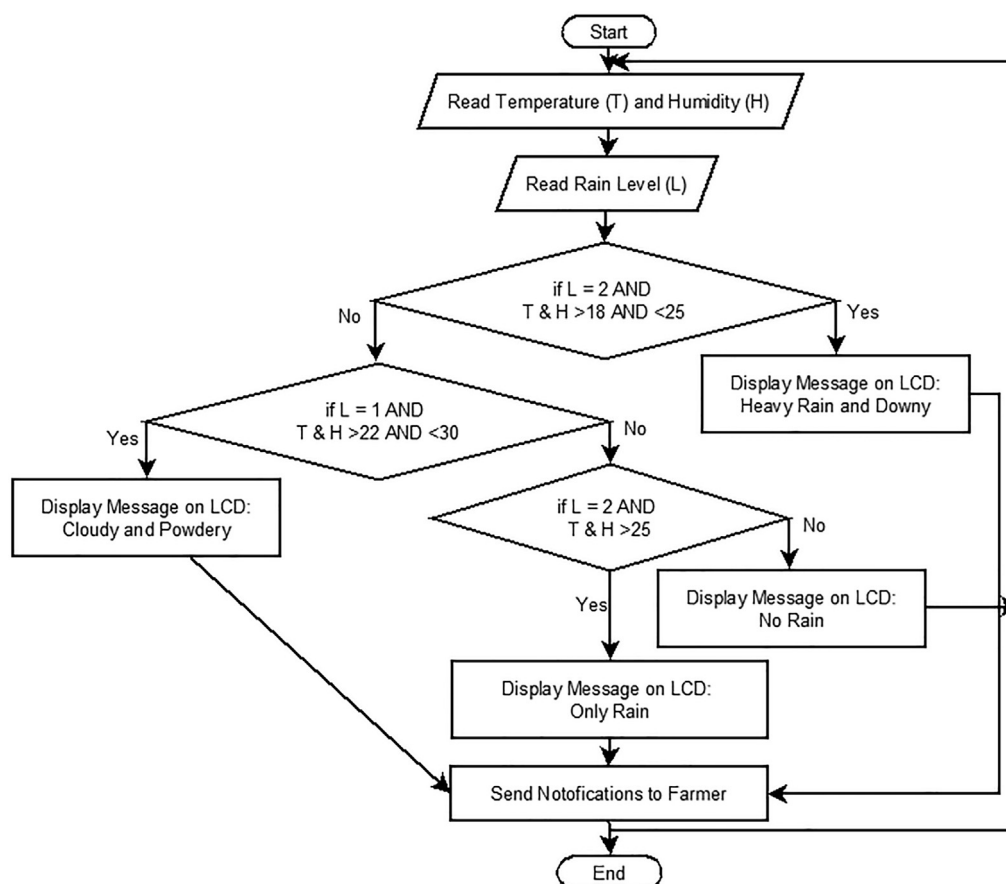 Start
Read Temperature (T) and Humidity (H)
Read Rain Level (L)
if L = 2 AND
T & H >18 AND <25
No
Yes
Display Message on LCD:
Heavy Rain and Downy
if L = 1 AND
T & H >22 AND <30
Yes
No
Display Message on LCD:
Cloudy and Powdery
if L = 2 AND
T & H >25
No
Yes
Display Message on LCD:
No Rain
Display Message on LCD:
Only Rain
Send Notofications to Farmer
End